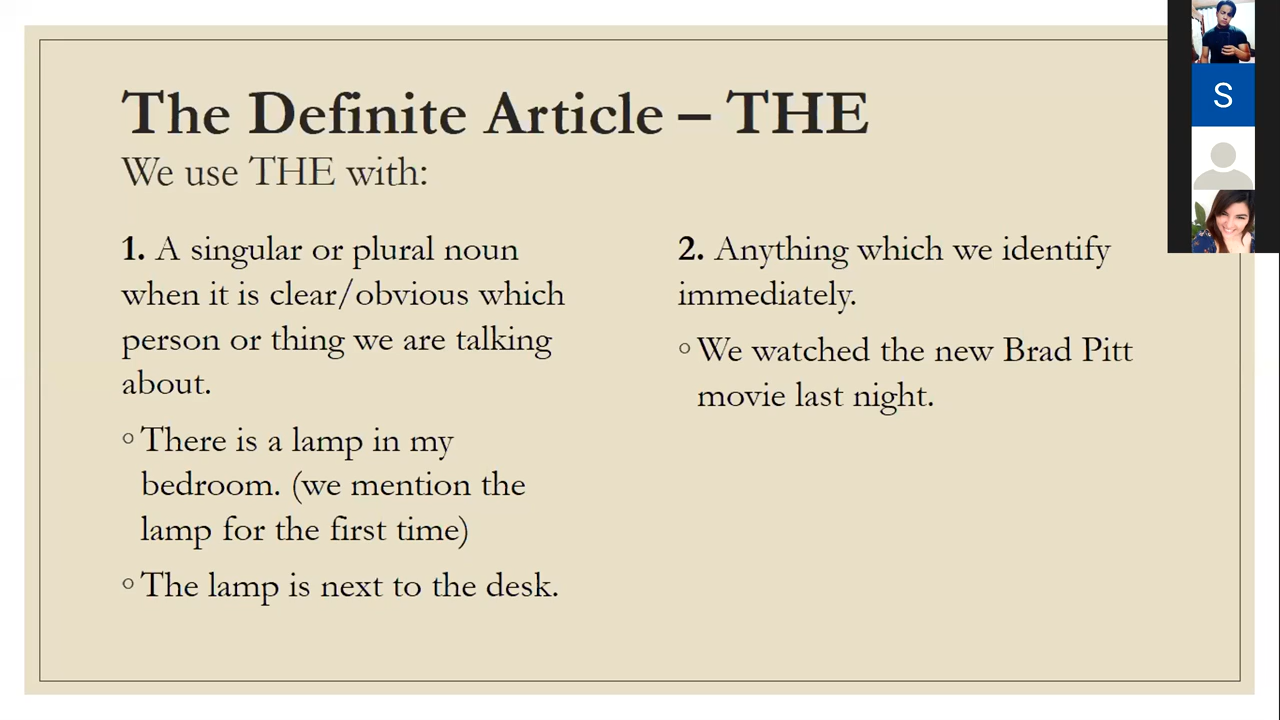 The Definite Article – THE
We use THE with:
1. A singular or plural noun
when it is clear/obvious which
person or thing we are talking
about.
◦ There is a lamp in my
bedroom. (we mention the
lamp for the first time)
◦ The lamp is next to the desk.
2. Anything which we identify
immediately.
◦ We watched the new Brad Pitt
movie last night.
S